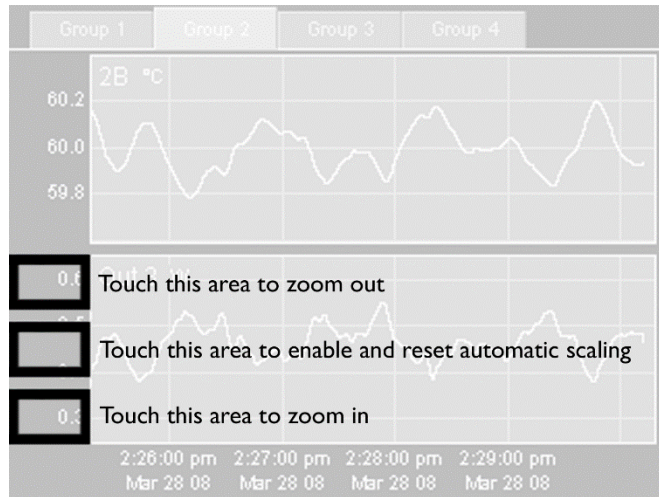 Group 1 Group 2 Group 3 Group 4
2B °C
60.2
60.0
59.8
Touch this area to zoom out
Touch this area to enable and reset automatic scaling
Touch this area to zoom in
2:26:00 pm 2:27:00 pm 2:28:00 pm 2:29:00 pm
Mar 28 08 Mar 28 08 Mar 28 08 Mar 28 08